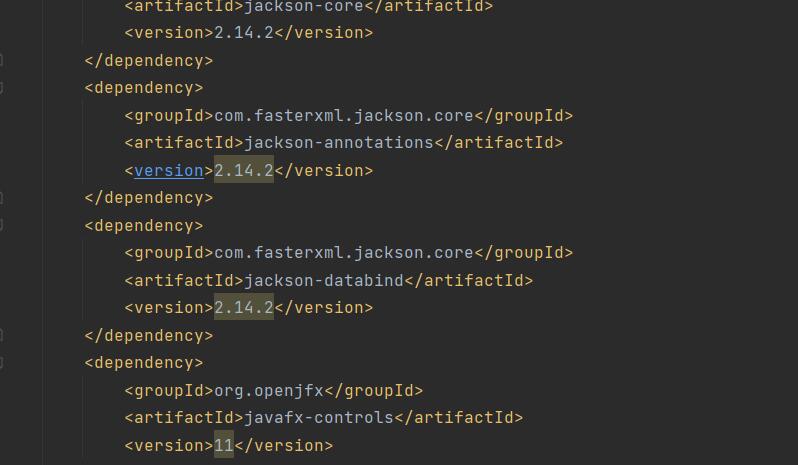 <artifactId>jackson-core</artifactId>
<version>2.14.2</version>
</dependency>
<dependency>
<groupId>com.fasterxml.jackson.core</groupId>
<artifactId>jackson-annotations</artifactId>
<version>2.14.2</version>
</dependency>
<dependency>
<groupId>com.fasterxml.jackson.core</groupId>
<artifactId>jackson-databind</artifactId>
<version>2.14.2</version>
</dependency>
<dependency>
<groupId>org.openjfx</groupId>
<artifactId>javafx-controls</artifactId>
<version>11</version>